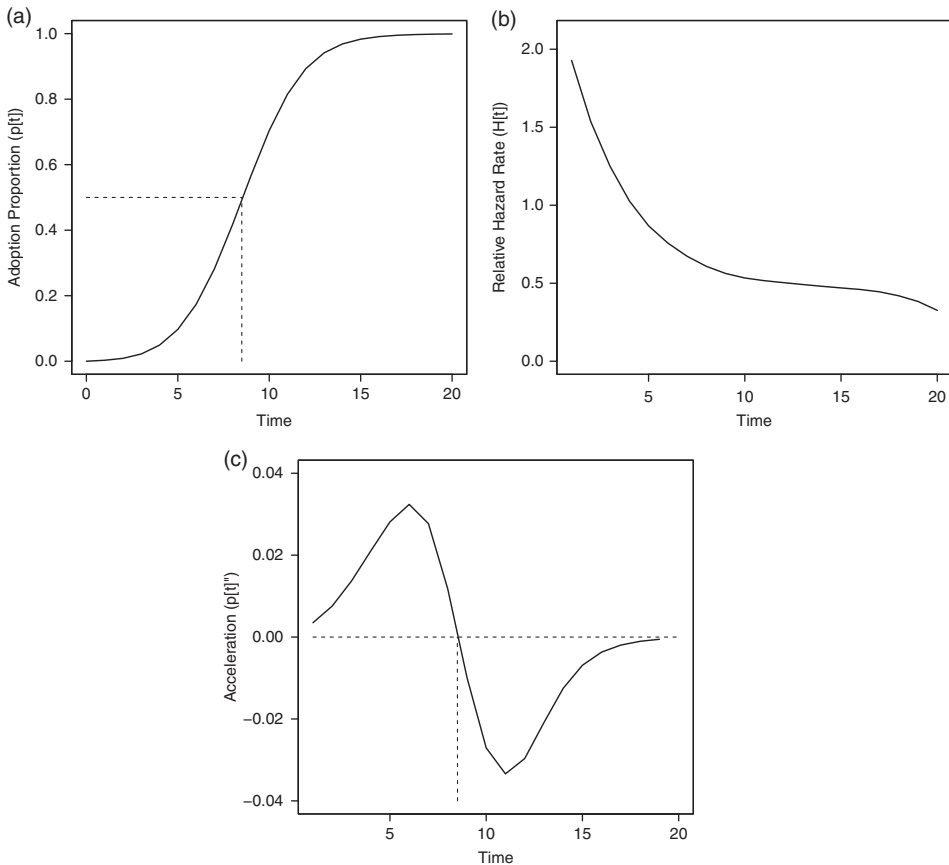 (a)
1.0
0.8
0.6
0.4
0.2
0.0
Adoption Proportion (p[t])
0 5 10 15 20
Time
(b)
2.0
1.5
1.0
0.5
0.0
Relative Hazard Rate (H[t])
5 10 15 20
Time
(c)
0.04
0.02
0.00
−0.02
−0.04
Acceleration (p[t]")
5 10 15 20
Time